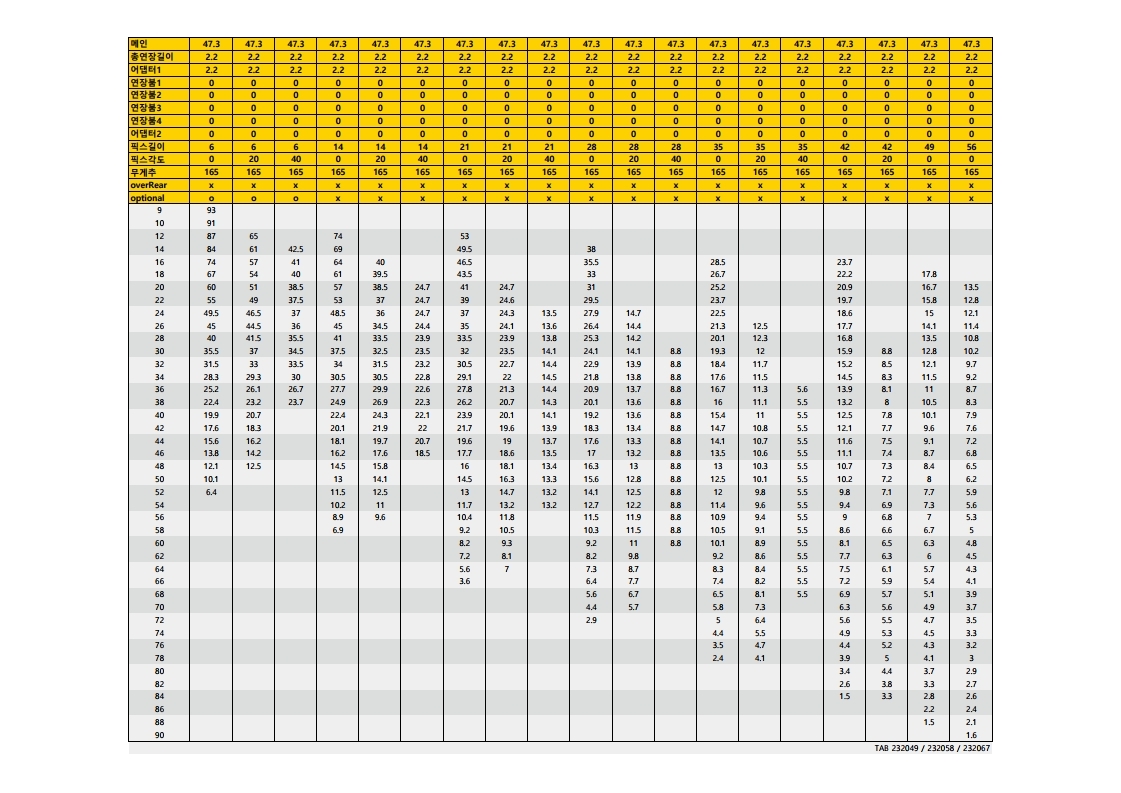 메인 47.3 47.3 47.3 47.3 47.3 47.3 47.3 47.3 47.3 47.3 47.3 47.3 47.3 47.3 47.3 47.3 47.3 47.3 47.3
총연장길이 2.2 2.2 2.2 2.2 2.2 2.2 2.2 2.2 2.2 2.2 2.2 2.2 2.2 2.2 2.2 2.2 2.2 2.2 2.2
어댑터1 2.2 2.2 2.2 2.2 2.2 2.2 2.2 2.2 2.2 2.2 2.2 2.2 2.2 2.2 2.2 2.2 2.2 2.2 2.2
연장붐1 0 0 0 0 0 0 0 0 0 0 0 0 0 0 0 0 0 0 0
연장붐2 0 0 0 0 0 0 0 0 0 0 0 0 0 0 0 0 0 0 0
연장붐3 0 0 0 0 0 0 0 0 0 0 0 0 0 0 0 0 0 0 0
연장붐4 0 0 0 0 0 0 0 0 0 0 0 0 0 0 0 0 0 0 0
어댑터2 0 0 0 0 0 0 0 0 0 0 0 0 0 0 0 0 0 0 0
픽스길이 6 6 6 14 14 14 21 21 21 28 28 28 35 35 35 42 42 49 56
픽스각도 0 20 40 0 20 40 0 20 40 0 20 40 0 20 40 0 20 0 0
무게추 165 165 165 165 165 165 165 165 165 165 165 165 165 165 165 165 165 165 165
overRear x x x x x x x x x x x x x x x x x x x
optional o o o x x x x x x x x x x x x x x x x
9 93
10 91
12 87 65 74 53
14 84 61 42.5 69 49.5 38
16 74 57 41 64 40 46.5 35.5 28.5 23.7
18 67 54 40 61 39.5 43.5 33 26.7 22.2 17.8
20 60 51 38.5 57 38.5 24.7 41 24.7 31 25.2 20.9 16.7 13.5
22 55 49 37.5 53 37 24.7 39 24.6 29.5 23.7 19.7 15.8 12.8
24 49.5 46.5 37 48.5 36 24.7 37 24.3 13.5 27.9 14.7 22.5 18.6 15 12.1
26 45 44.5 36 45 34.5 24.4 35 24.1 13.6 26.4 14.4 21.3 12.5 17.7 14.1 11.4
28 40 41.5 35.5 41 33.5 23.9 33.5 23.9 13.8 25.3 14.2 20.1 12.3 16.8 13.5 10.8
30 35.5 37 34.5 37.5 32.5 23.5 32 23.5 14.1 24.1 14.1 8.8 19.3 12 15.9 8.8 12.8 10.2
32 31.5 33 33.5 34 31.5 23.2 30.5 22.7 14.4 22.9 13.9 8.8 18.4 11.7 15.2 8.5 12.1 9.7
34 28.3 29.3 30 30.5 30.5 22.8 29.1 22 14.5 21.8 13.8 8.8 17.6 11.5 14.5 8.3 11.5 9.2
36 25.2 26.1 26.7 27.7 29.9 22.6 27.8 21.3 14.4 20.9 13.7 8.8 16.7 11.3 5.6 13.9 8.1 11 8.7
38 22.4 23.2 23.7 24.9 26.9 22.3 26.2 20.7 14.3 20.1 13.6 8.8 16 11.1 5.5 13.2 8 10.5 8.3
40 19.9 20.7 22.4 24.3 22.1 23.9 20.1 14.1 19.2 13.6 8.8 15.4 11 5.5 12.5 7.8 10.1 7.9
42 17.6 18.3 20.1 21.9 22 21.7 19.6 13.9 18.3 13.4 8.8 14.7 10.8 5.5 12.1 7.7 9.6 7.6
44 15.6 16.2 18.1 19.7 20.7 19.6 19 13.7 17.6 13.3 8.8 14.1 10.7 5.5 11.6 7.5 9.1 7.2
46 13.8 14.2 16.2 17.6 18.5 17.7 18.6 13.5 17 13.2 8.8 13.5 10.6 5.5 11.1 7.4 8.7 6.8
48 12.1 12.5 14.5 15.8 16 18.1 13.4 16.3 13 8.8 13 10.3 5.5 10.7 7.3 8.4 6.5
50 10.1 13 14.1 14.5 16.3 13.3 15.6 12.8 8.8 12.5 10.1 5.5 10.2 7.2 8 6.2
52 6.4 11.5 12.5 13 14.7 13.2 14.1 12.5 8.8 12 9.8 5.5 9.8 7.1 7.7 5.9
54 10.2 11 11.7 13.2 13.2 12.7 12.2 8.8 11.4 9.6 5.5 9.4 6.9 7.3 5.6
56 8.9 9.6 10.4 11.8 11.5 11.9 8.8 10.9 9.4 5.5 9 6.8 7 5.3
58 6.9 9.2 10.5 10.3 11.5 8.8 10.5 9.1 5.5 8.6 6.6 6.7 5
60 8.2 9.3 9.2 11 8.8 10.1 8.9 5.5 8.1 6.5 6.3 4.8
62 7.2 8.1 8.2 9.8 9.2 8.6 5.5 7.7 6.3 6 4.5
64 5.6 7 7.3 8.7 8.3 8.4 5.5 7.5 6.1 5.7 4.3
66 3.6 6.4 7.7 7.4 8.2 5.5 7.2 5.9 5.4 4.1
68 5.6 6.7 6.5 8.1 5.5 6.9 5.7 5.1 3.9
70 4.4 5.7 5.8 7.3 6.3 5.6 4.9 3.7
72 2.9 5 6.4 5.6 5.5 4.7 3.5
74 4.4 5.5 4.9 5.3 4.5 3.3
76 3.5 4.7 4.4 5.2 4.3 3.2
78 2.4 4.1 3.9 5 4.1 3
80 3.4 4.4 3.7 2.9
82 2.6 3.8 3.3 2.7
84 1.5 3.3 2.8 2.6
86 2.2 2.4
88 1.5 2.1
90 1.6
TAB 232049 / 232058 / 232067